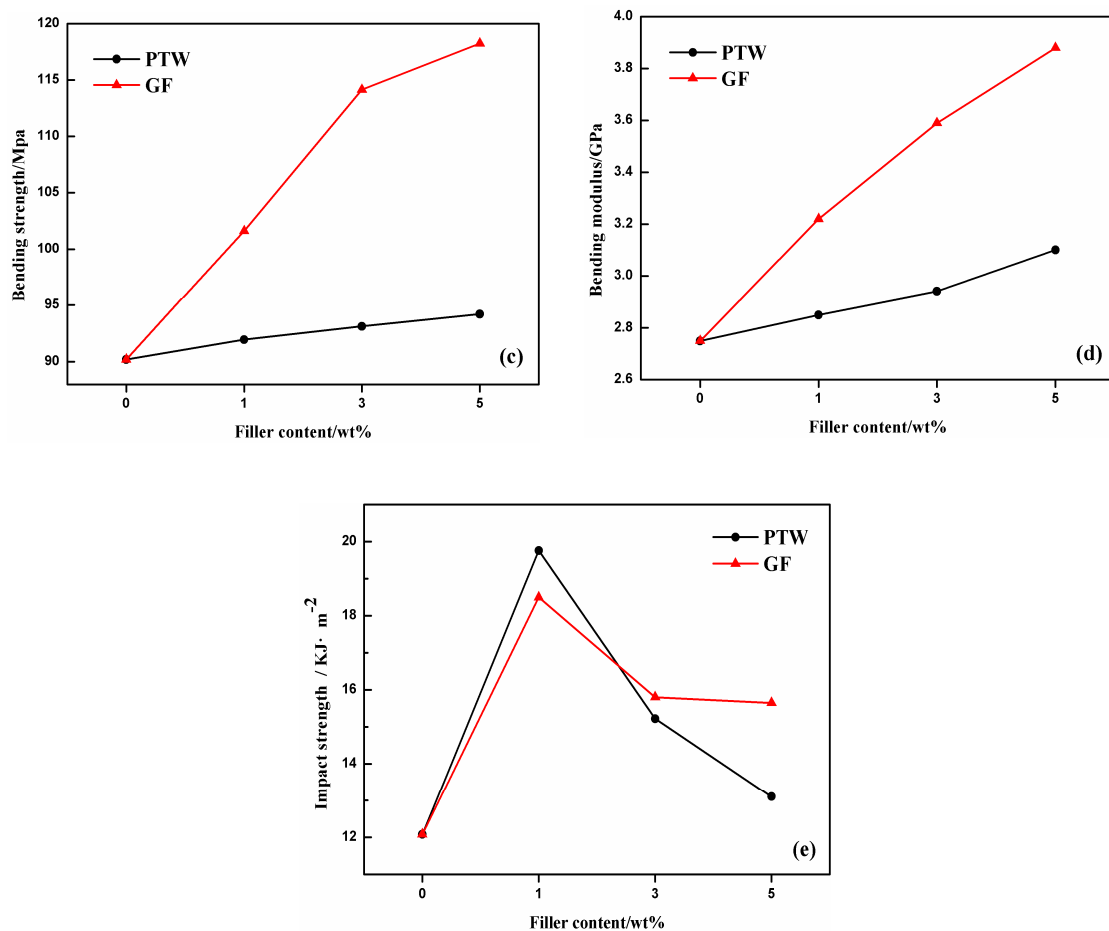 120
115
110
105
100
95
90
Bending strength/Mpa
PTW
GF
(c)
0 1 3 5
Filler content/wt%
4.0
3.8
3.6
3.4
3.2
3.0
2.8
2.6
Bending modulus/GPa
PTW
GF
(d)
0 1 3 5
Filler content/wt%
20
18
16
14
12
Impact strength / KJ· m⁻²
PTW
GF
(e)
0 1 3 5
Filler content/wt%